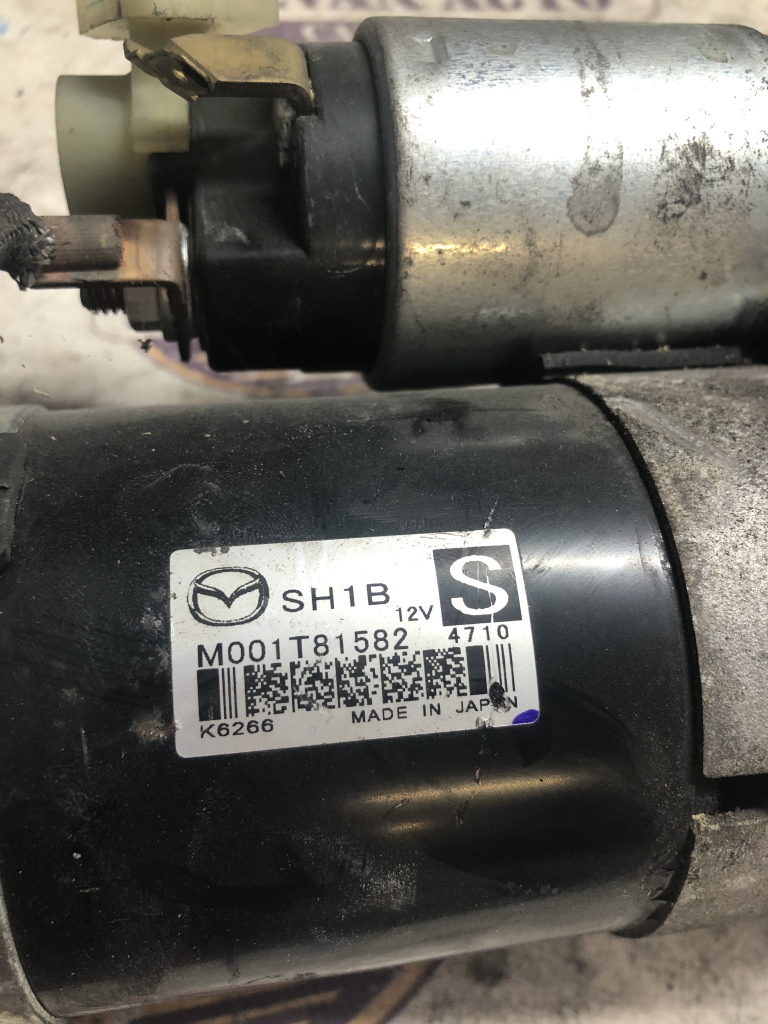 SH1B 12V S
M001T81582 4710
K6266 MADE IN JAPAN